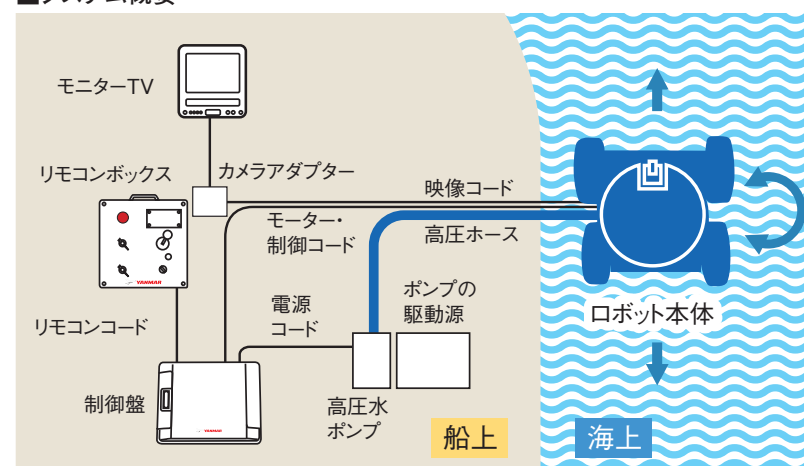 モニターTV
リモコンボックス
カメラアダプター
映像コード
モーター・
制御コード
高圧ホース
YANMAR
リモコンコード
電源
コード
ポンプの
駆動源
ロボット本体
制御盤
YANMAR
高圧水
ポンプ
船上
海上